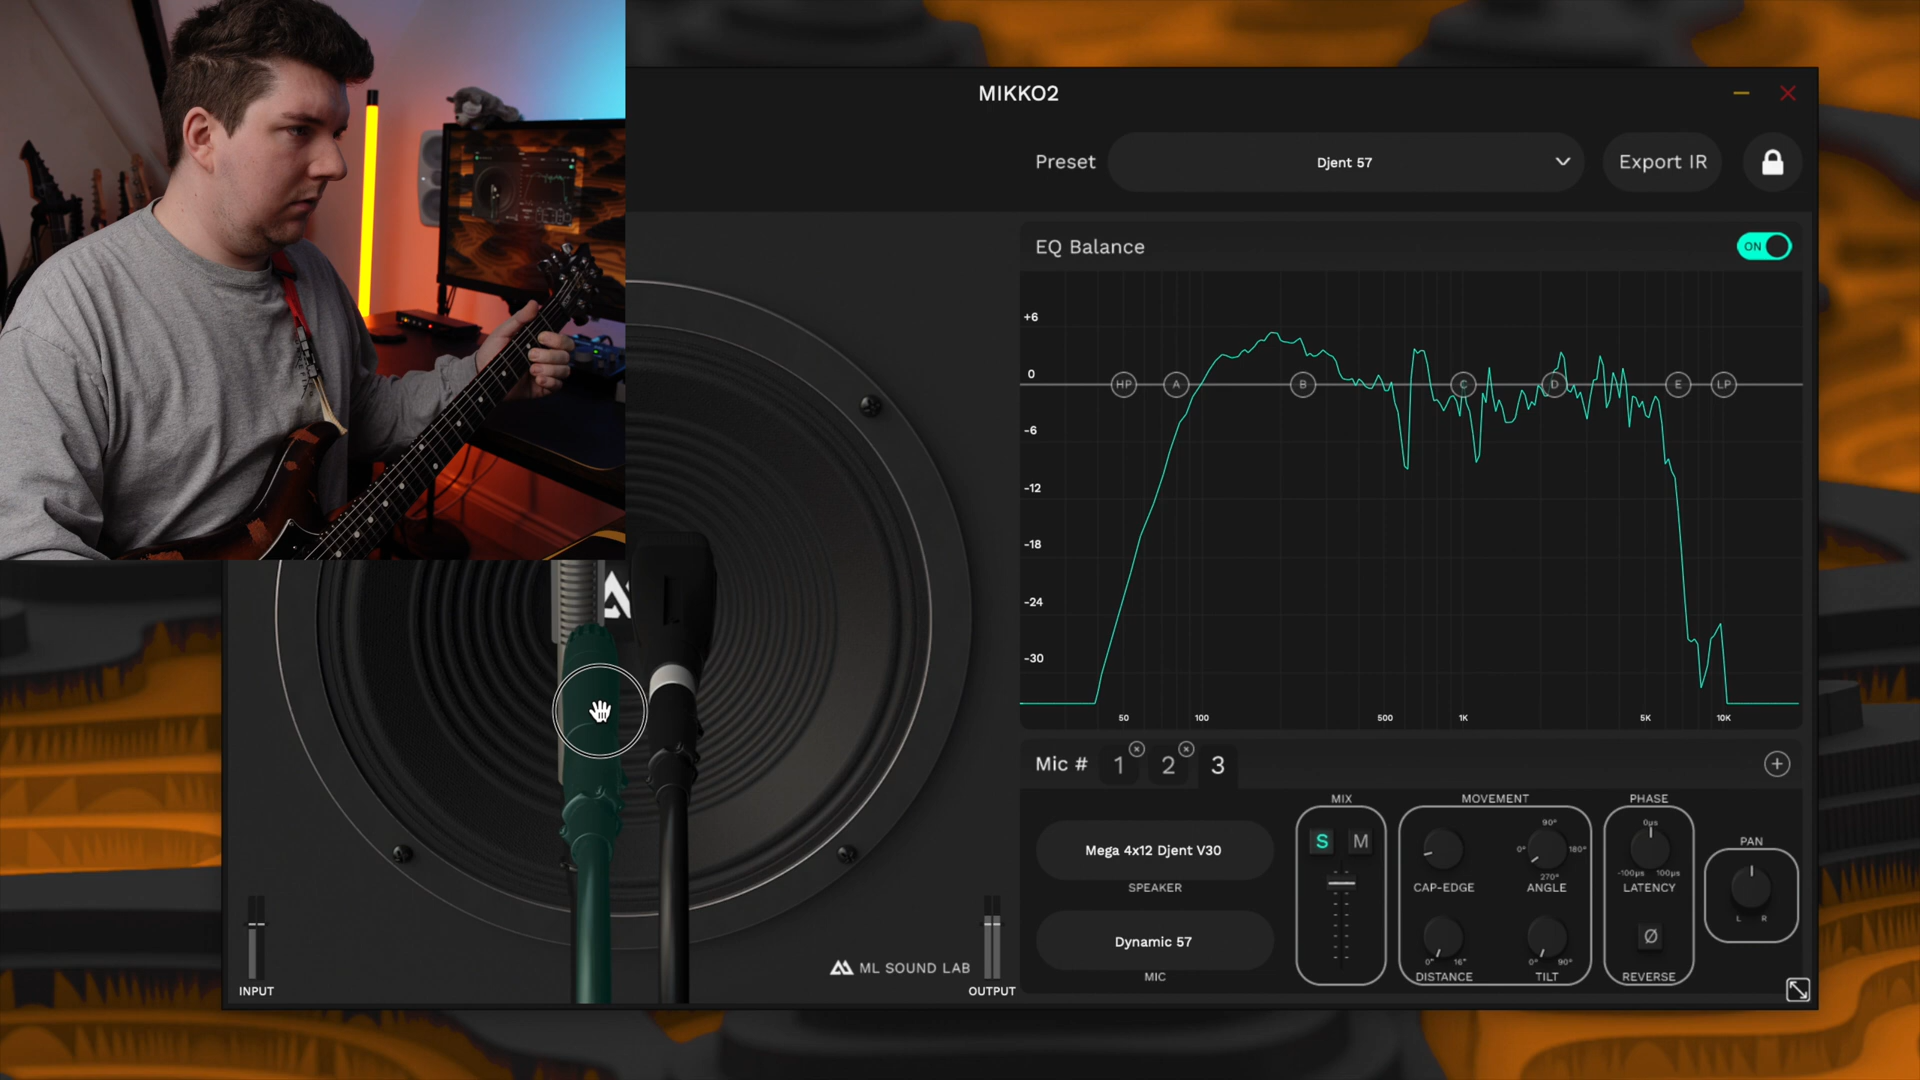 MIKKO2
Preset
Djent 57
Export IR
EQ Balance
ON
+6
0
-6
-12
-18
-24
-30
HP
A
B
C
D
E
LP
50
100
500
1K
5K
10K
Mic #
1
2
3
MIX
MOVEMENT
PHASE
PAN
S
M
Mega 4x12 Djent V30
SPEAKER
Dynamic 57
MIC
CAP-EDGE
90°
0°
180°
270°
ANGLE
0"
16"
DISTANCE
0°
90°
TILT
0µs
-100µs
100µs
LATENCY
Ø
REVERSE
L
R
ML SOUND LAB
INPUT
OUTPUT